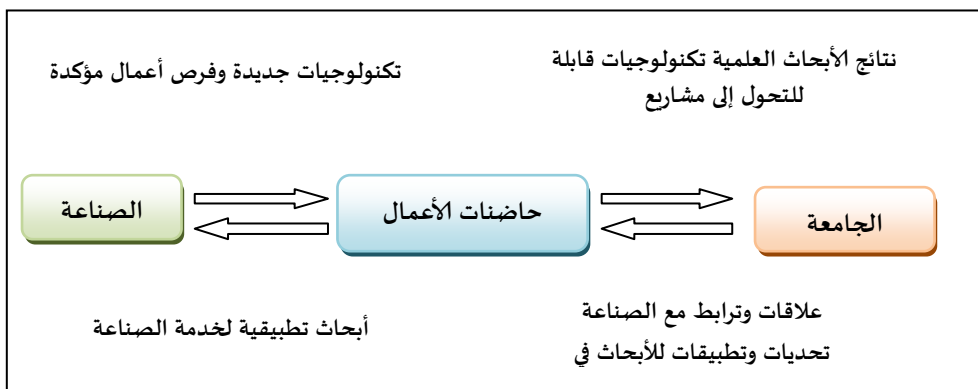 نتائج الأبحاث العلمية تكنولوجيات قابلة
للتحول إلى مشاريع
تكنولوجيات جديدة وفرص أعمال مؤكدة
الجامعة
حاضنات الأعمال
الصناعة
علاقات وترابط مع الصناعة
تحديات وتطبيقات للأبحاث في
أبحاث تطبيقية لخدمة الصناعة